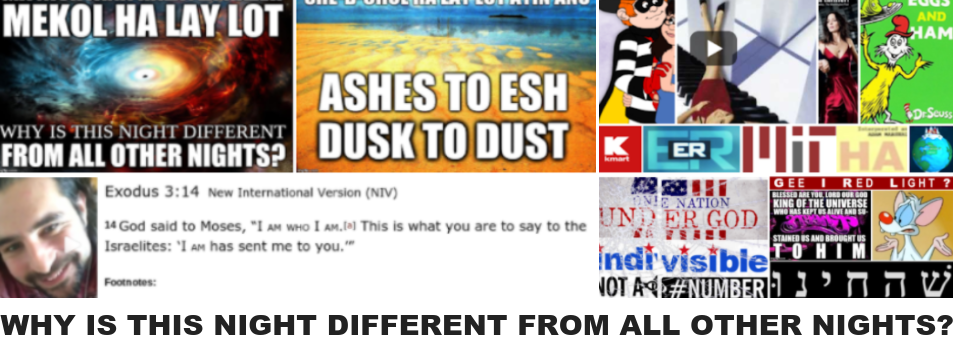 MEKOL HA LAY LOT
WHY IS THIS NIGHT DIFFERENT
FROM ALL OTHER NIGHTS?
ASHES TO ESH
DUSK TO DUST
EGGS
AND
HAM
Dr. Seuss
K
kmart
ER
MIT
HA
Exodus 3:14 New International Version (NIV)
14 God said to Moses, "I AM WHO I AM.[a] This is what you are to say to the
Israelites: 'I AM has sent me to you.'"
Footnotes:
ONE NATION
UNDER GOD
indi visible
NOT A #NUMBER
GEE I RED LIGHT?
BLESSED ARE YOU, LORD OUR GOD
KING OF THE UNIVERSE
WHO HAS KEPT US ALIVE AND SU-
STAINED US AND BROUGHT US
TO HIM
שהחינו
WHY IS THIS NIGHT DIFFERENT FROM ALL OTHER NIGHTS?